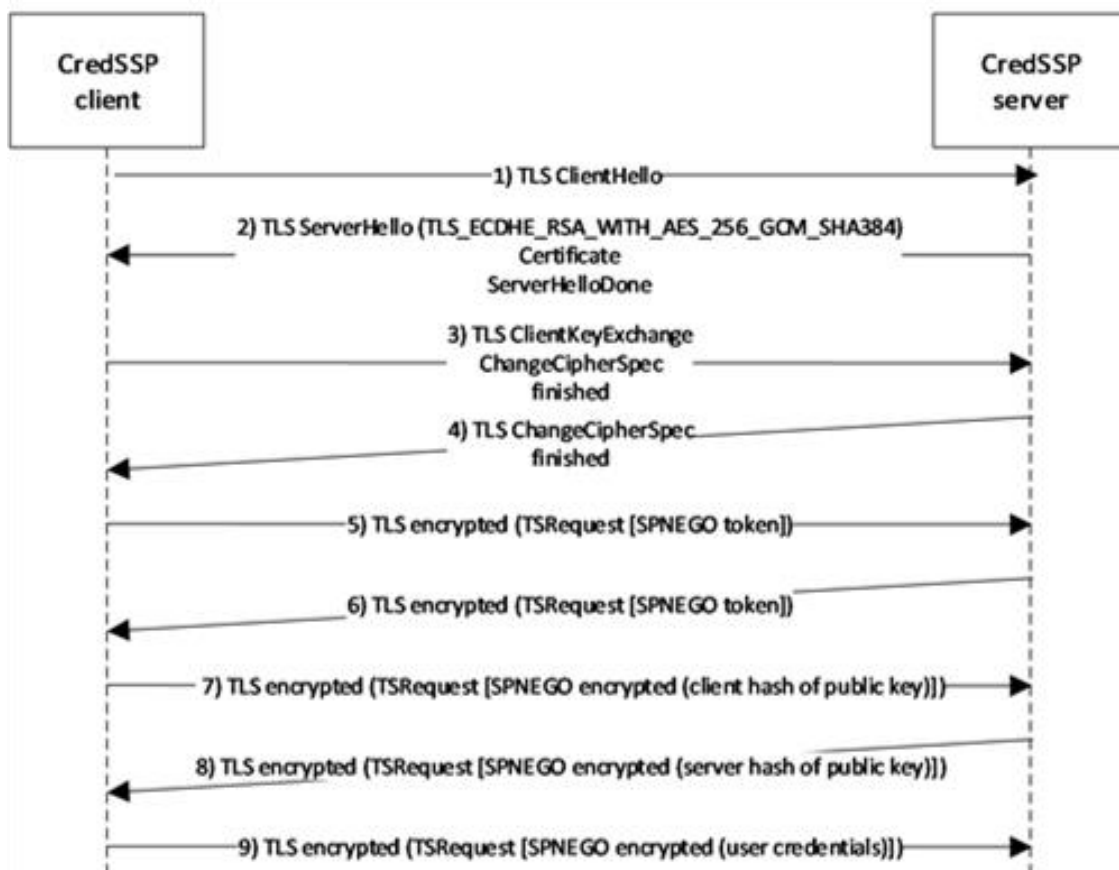 CredSSP
client
CredSSP
server
1) TLS ClientHello
2) TLS ServerHello (TLS_ECDHE_RSA_WITH_AES_256_GCM_SHA384)
Certificate
ServerHelloDone
3) TLS ClientKeyExchange
ChangeCipherSpec
finished
4) TLS ChangeCipherSpec
finished
5) TLS encrypted (TSRequest [SPNEGO token])
6) TLS encrypted (TSRequest [SPNEGO token])
7) TLS encrypted (TSRequest [SPNEGO encrypted (client hash of public key)])
8) TLS encrypted (TSRequest [SPNEGO encrypted (server hash of public key)])
9) TLS encrypted (TSRequest [SPNEGO encrypted (user credentials)])